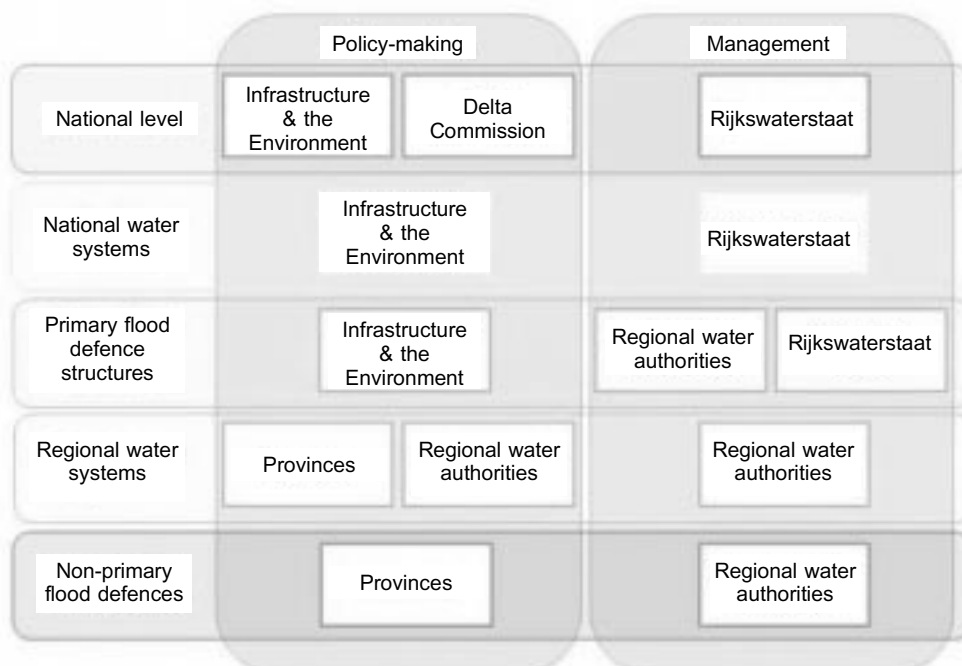 Policy-making
Management
National level
Infrastructure
& the
Environment
Delta
Commission
Rijkswaterstaat
National water
systems
Infrastructure
& the
Environment
Rijkswaterstaat
Primary flood
defence
structures
Infrastructure
& the
Environment
Regional water
authorities
Rijkswaterstaat
Regional water
systems
Provinces
Regional water
authorities
Regional water
authorities
Non-primary
flood defences
Provinces
Regional water
authorities